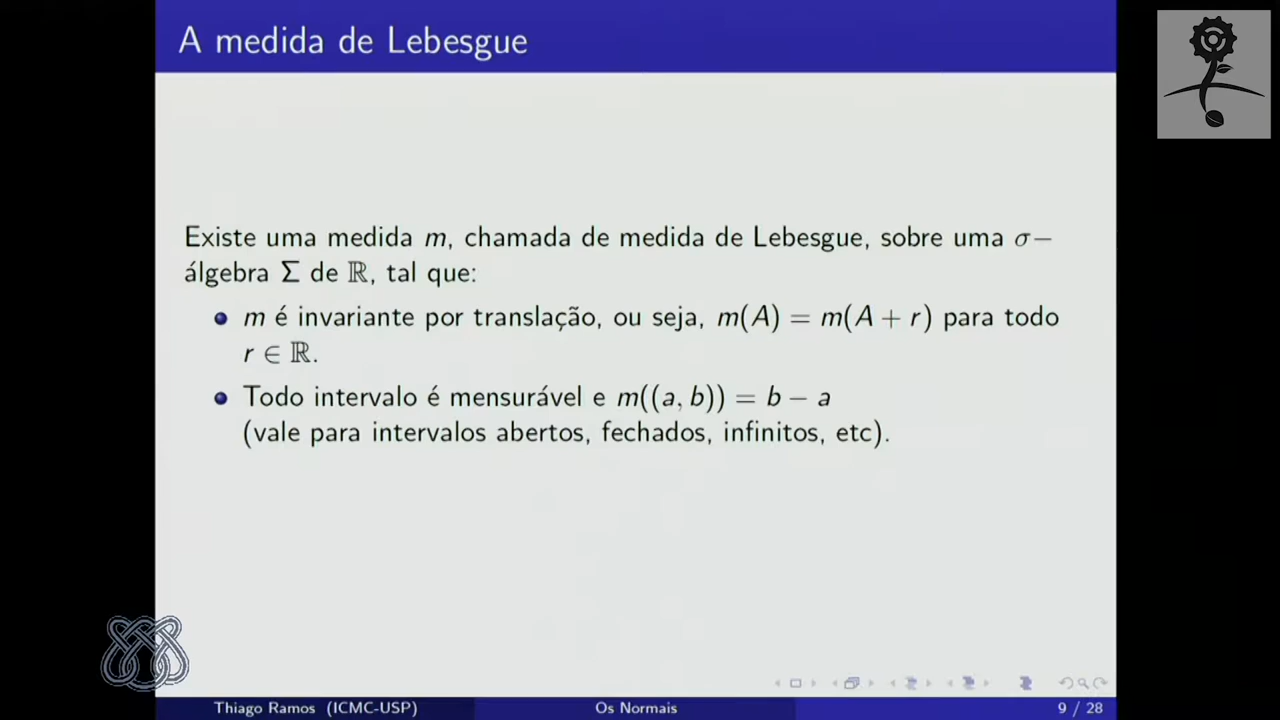 A medida de Lebesgue
Existe uma medida m, chamada de medida de Lebesgue, sobre uma σ−
álgebra Σ de ℝ, tal que:
m é invariante por translação, ou seja, m(A) = m(A + r) para todo
r ∈ ℝ.
Todo intervalo é mensurável e m((a, b)) = b − a
(vale para intervalos abertos, fechados, infinitos, etc).
Thiago Ramos (ICMC-USP) Os Normais 9 / 28